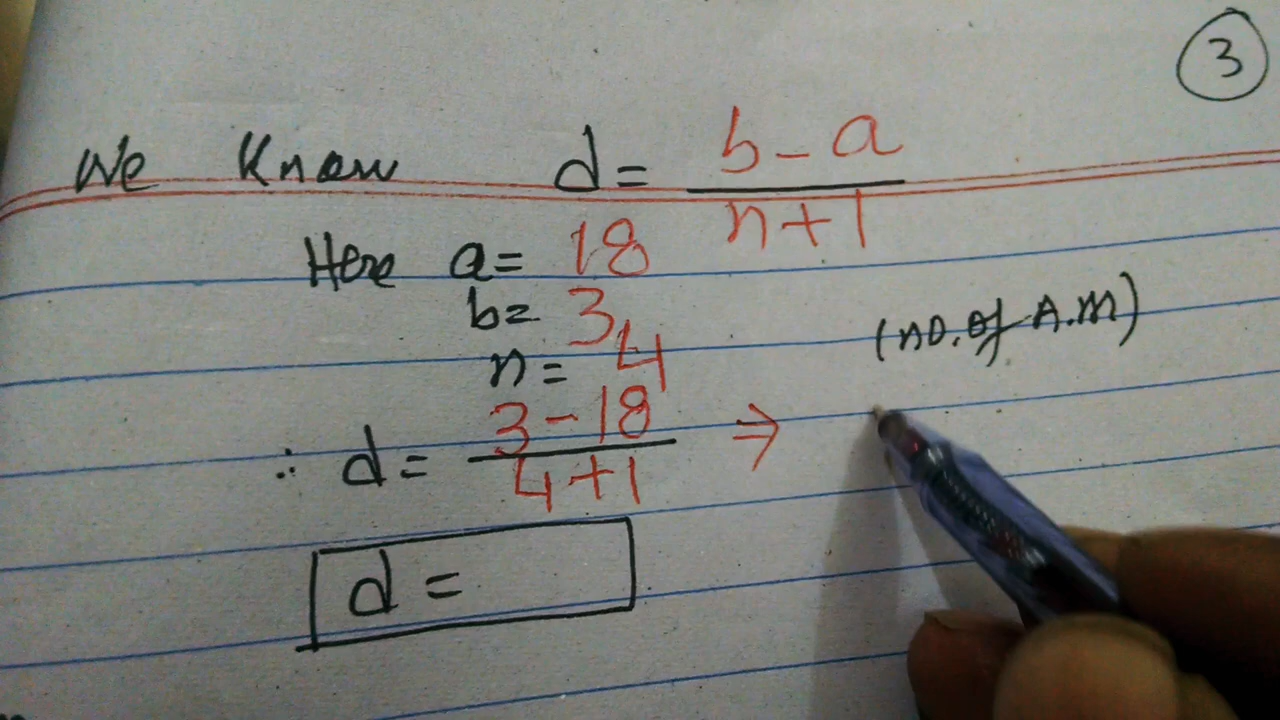 3
We Know d = b - a / n + 1
Here a = 18
b = 3
n = 4 (no. of A.M)
∴ d = 3 - 18 / 4 + 1 ⇒
d =